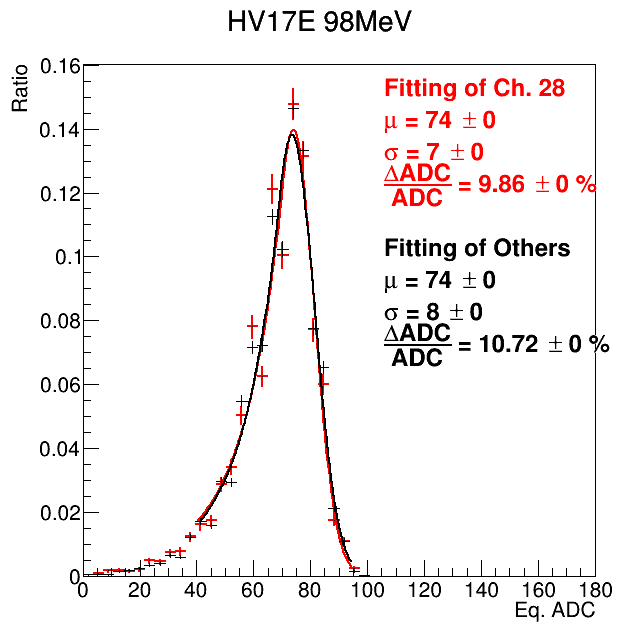 HV17E 98MeV
Ratio
0.16
0.14
0.12
0.1
0.08
0.06
0.04
0.02
0
Fitting of Ch. 28
μ = 74 ± 0
σ = 7 ± 0
ΔADC
ADC = 9.86 ± 0 %
Fitting of Others
μ = 74 ± 0
σ = 8 ± 0
ΔADC
ADC = 10.72 ± 0 %
0 20 40 60 80 100 120 140 160 180
Eq. ADC